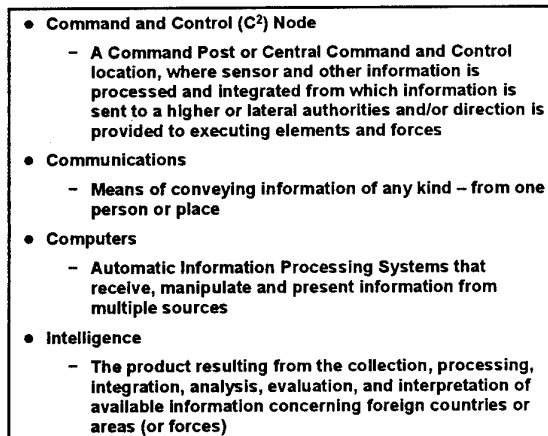 ● Command and Control (C²) Node
– A Command Post or Central Command and Control
location, where sensor and other information is
processed and integrated from which information is
sent to a higher or lateral authorities and/or direction is
provided to executing elements and forces
● Communications
– Means of conveying information of any kind – from one
person or place
● Computers
– Automatic Information Processing Systems that
receive, manipulate and present information from
multiple sources
● Intelligence
– The product resulting from the collection, processing,
integration, analysis, evaluation, and interpretation of
available information concerning foreign countries or
areas (or forces)